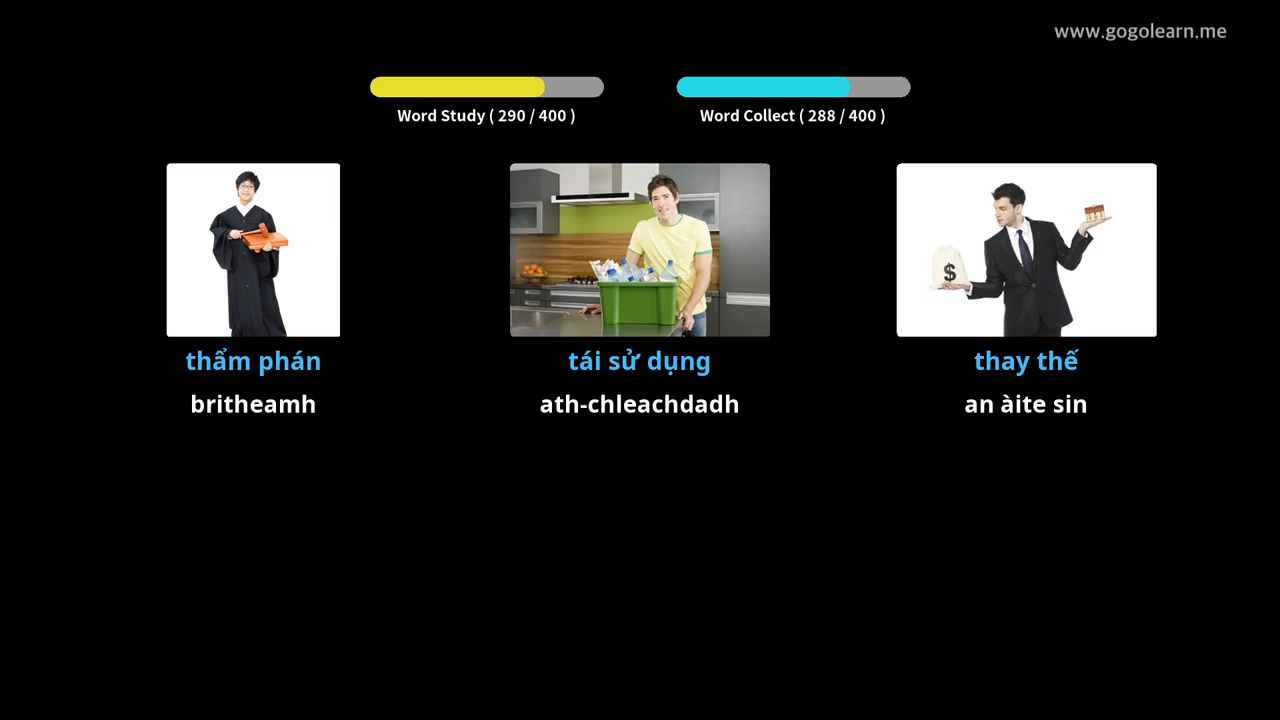 www.gogolearn.me
Word Study ( 290 / 400 )
Word Collect ( 288 / 400 )
thẩm phán
britheamh
tái sử dụng
ath-chleachdadh
thay thế
an àite sin